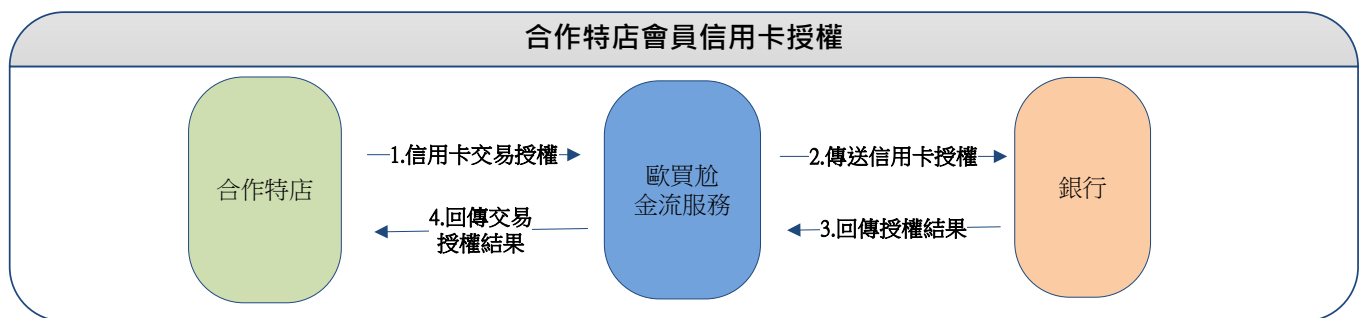 合作特店會員信用卡授權
合作特店
1.信用卡交易授權
4.回傳交易
授權結果
歐買尬
金流服務
2.傳送信用卡授權
3.回傳授權結果
銀行